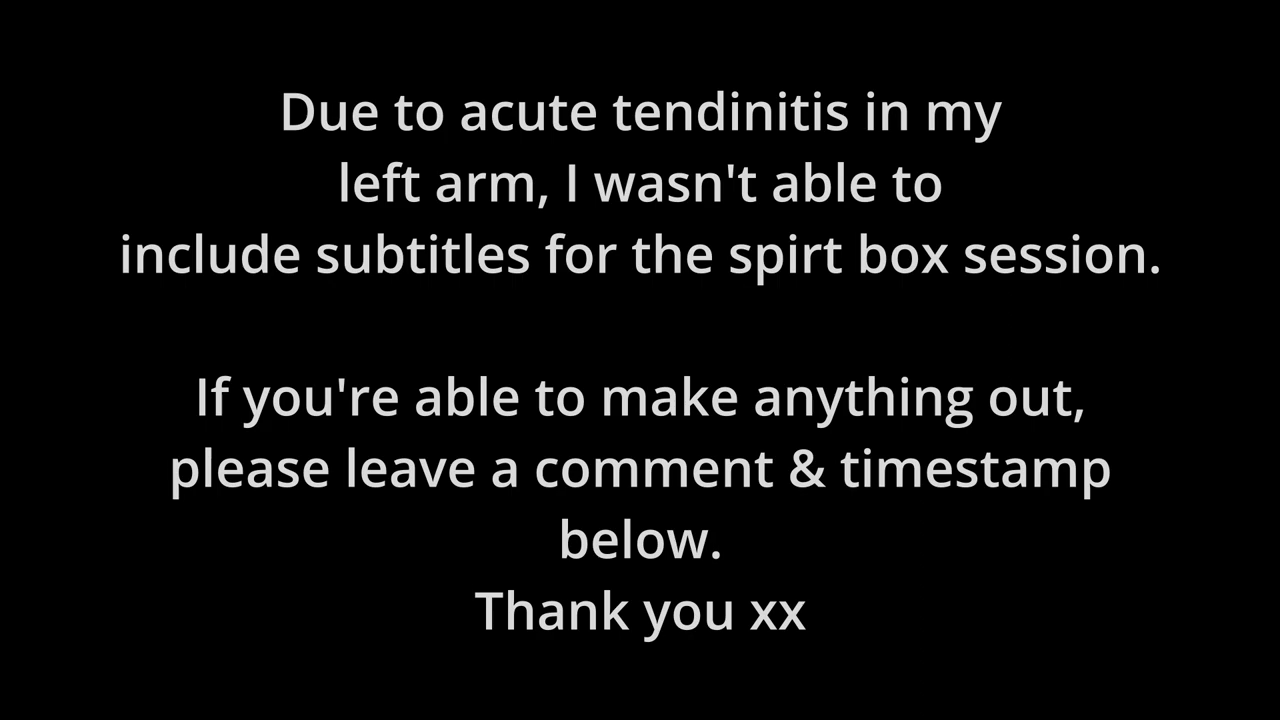 Due to acute tendinitis in my
left arm, I wasn't able to
include subtitles for the spirt box session.
If you're able to make anything out,
please leave a comment & timestamp
below.
Thank you xx